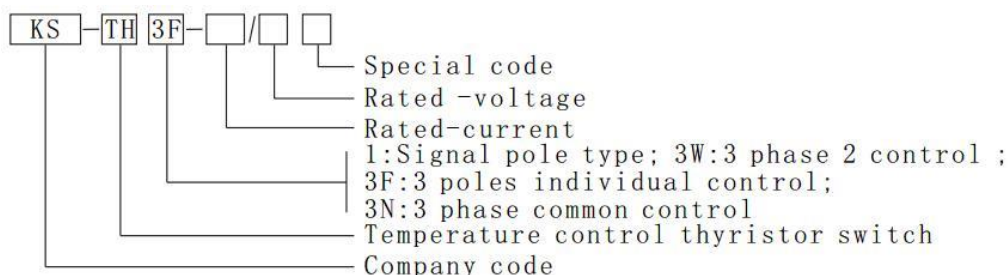 KS-TH 3F- /
Special code
Rated -voltage
Rated-current
1:Signal pole type; 3W:3 phase 2 control ;
3F:3 poles individual control;
3N:3 phase common control
Temperature control thyristor switch
Company code